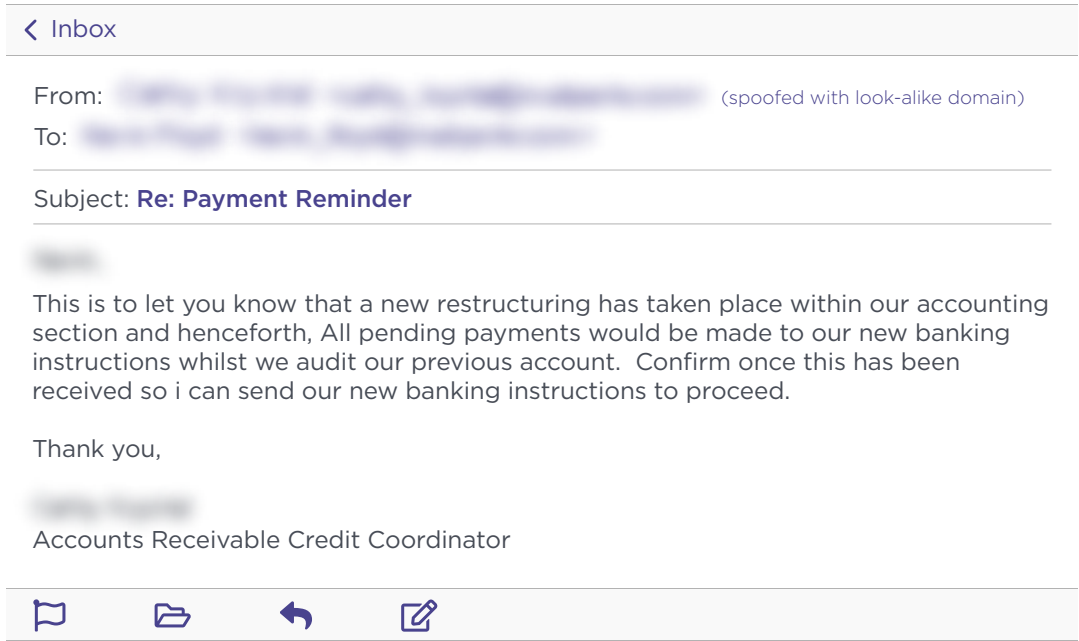 Inbox
From: (spoofed with look-alike domain)
To:
Subject: Re: Payment Reminder
This is to let you know that a new restructuring has taken place within our accounting
section and henceforth, All pending payments would be made to our new banking
instructions whilst we audit our previous account.  Confirm once this has been
received so i can send our new banking instructions to proceed.
Thank you,
Accounts Receivable Credit Coordinator